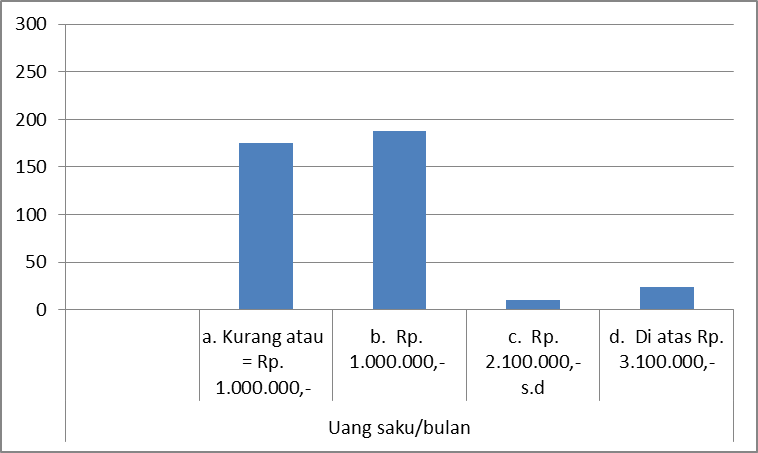 300
250
200
150
100
50
0
a. Kurang atau
= Rp.
1.000.000,-
b.  Rp.
1.000.000,-
c.  Rp.
2.100.000,-
s.d
d.  Di atas Rp.
3.100.000,-
Uang saku/bulan